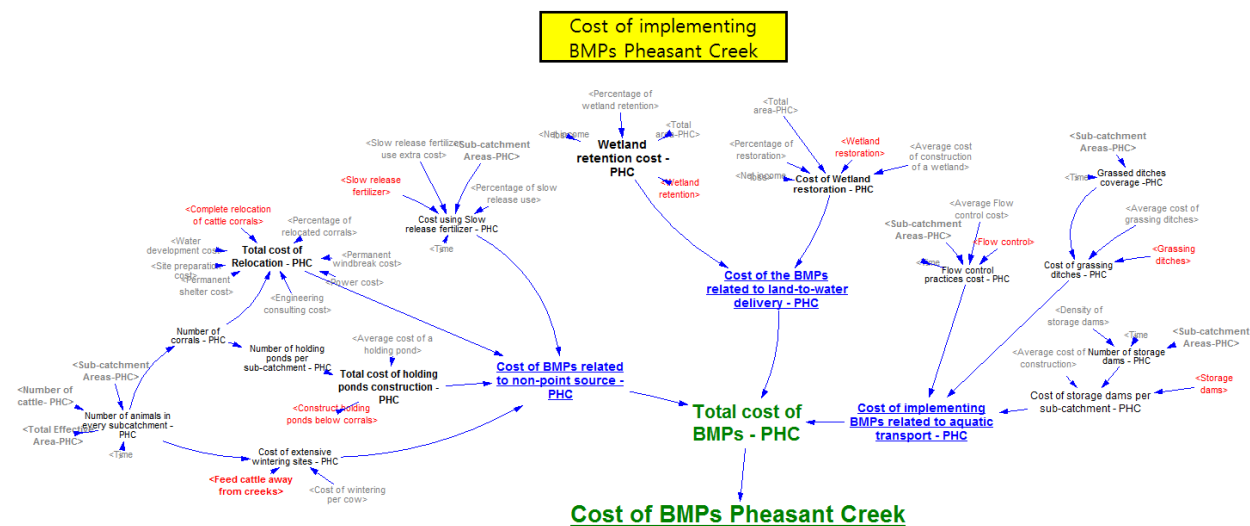 Cost of implementing
BMPs Pheasant Creek
<Percentage of
wetland retention>
<Net income
loss>
<Total
area-PHC>
Wetland
retention cost -
PHC
<Wetland
retention>
<Total
area-PHC>
<Percentage of
restoration>
<Wetland
restoration>
<Average cost
of construction
of a wetland>
<Net income
loss>
Cost of Wetland
restoration - PHC
<Sub-catchment
Areas-PHC>
<Time>
Grassed ditches
coverage -PHC
<Slow release fertilizer
use extra cost>
<Sub-catchment
Areas-PHC>
<Slow release
fertilizer>
<Percentage of slow
release use>
Cost using Slow
release fertilizer - PHC
<Time>
<Complete relocation
of cattle corrals>
<Percentage of
relocated corrals>
<Water
development cost>
Total cost of
Relocation - PHC
<Permanent
windbreak cost>
<Site preparation
cost>
<Permanent
shelter cost>
<Power cost>
<Engineering
consulting cost>
<Average Flow
control cost>
<Sub-catchment
Areas-PHC>
<Flow control>
<Time>
Flow control
practices cost - PHC
<Average cost of
grassing ditches>
<Grassing
ditches>
Cost of grassing
ditches - PHC
Cost of the BMPs
related to land-to-water
delivery - PHC
Number of
corrals - PHC
Number of holding
ponds per
sub-catchment - PHC
<Average cost of a
holding pond>
Total cost of holding
ponds construction -
PHC
<Construct holding
ponds below corrals>
Cost of BMPs related
to non-point source -
PHC
<Density of
storage dams>
<Time>
<Sub-catchment
Areas-PHC>
Number of storage
dams - PHC
<Average cost of
construction>
<Storage
dams>
Cost of storage dams per
sub-catchment - PHC
<Sub-catchment
Areas-PHC>
<Number of
cattle- PHC>
Number of animals in
every subcatchment -
PHC
<Total Effective
Area-PHC>
<Time>
Cost of extensive
wintering sites - PHC
<Feed cattle away
from creeks>
<Cost of wintering
per cow>
Total cost of
BMPs - PHC
Cost of implementing
BMPs related to aquatic
transport - PHC
Cost of BMPs Pheasant Creek